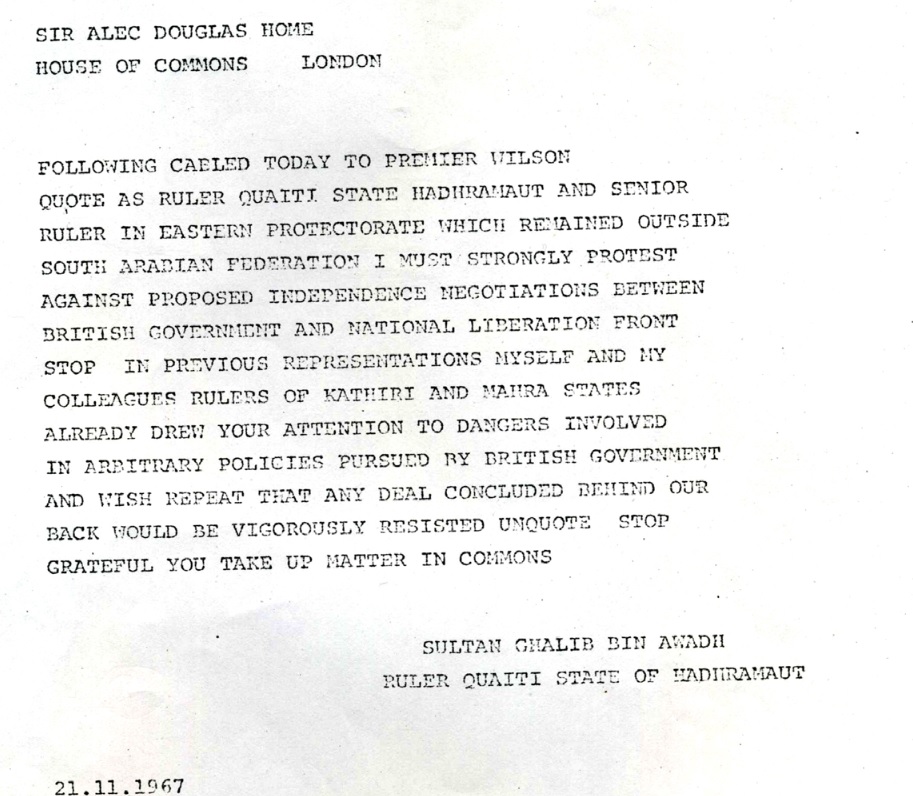 SIR ALEC DOUGLAS HOME
HOUSE OF COMMONS LONDON
FOLLOWING CABLED TODAY TO PREMIER WILSON
QUOTE AS RULER QUAITI STATE HADHRAMAUT AND SENIOR
RULER IN EASTERN PROTECTORATE WHICH REMAINED OUTSIDE
SOUTH ARABIAN FEDERATION I MUST STRONGLY PROTEST
AGAINST PROPOSED INDEPENDENCE NEGOTIATIONS BETWEEN
BRITISH GOVERNMENT AND NATIONAL LIBERATION FRONT
STOP IN PREVIOUS REPRESENTATIONS MYSELF AND MY
COLLEAGUES RULERS OF KATHIRI AND MAHRA STATES
ALREADY DREW YOUR ATTENTION TO DANGERS INVOLVED
IN ARBITRARY POLICIES PURSUED BY BRITISH GOVERNMENT
AND WISH REPEAT THAT ANY DEAL CONCLUDED BEHIND OUR
BACK WOULD BE VIGOROUSLY RESISTED UNQUOTE STOP
GRATEFUL YOU TAKE UP MATTER IN COMMONS
SULTAN GHALIB BIN AWADH
RULER QUAITI STATE OF HADHRAMAUT
21.11.1967